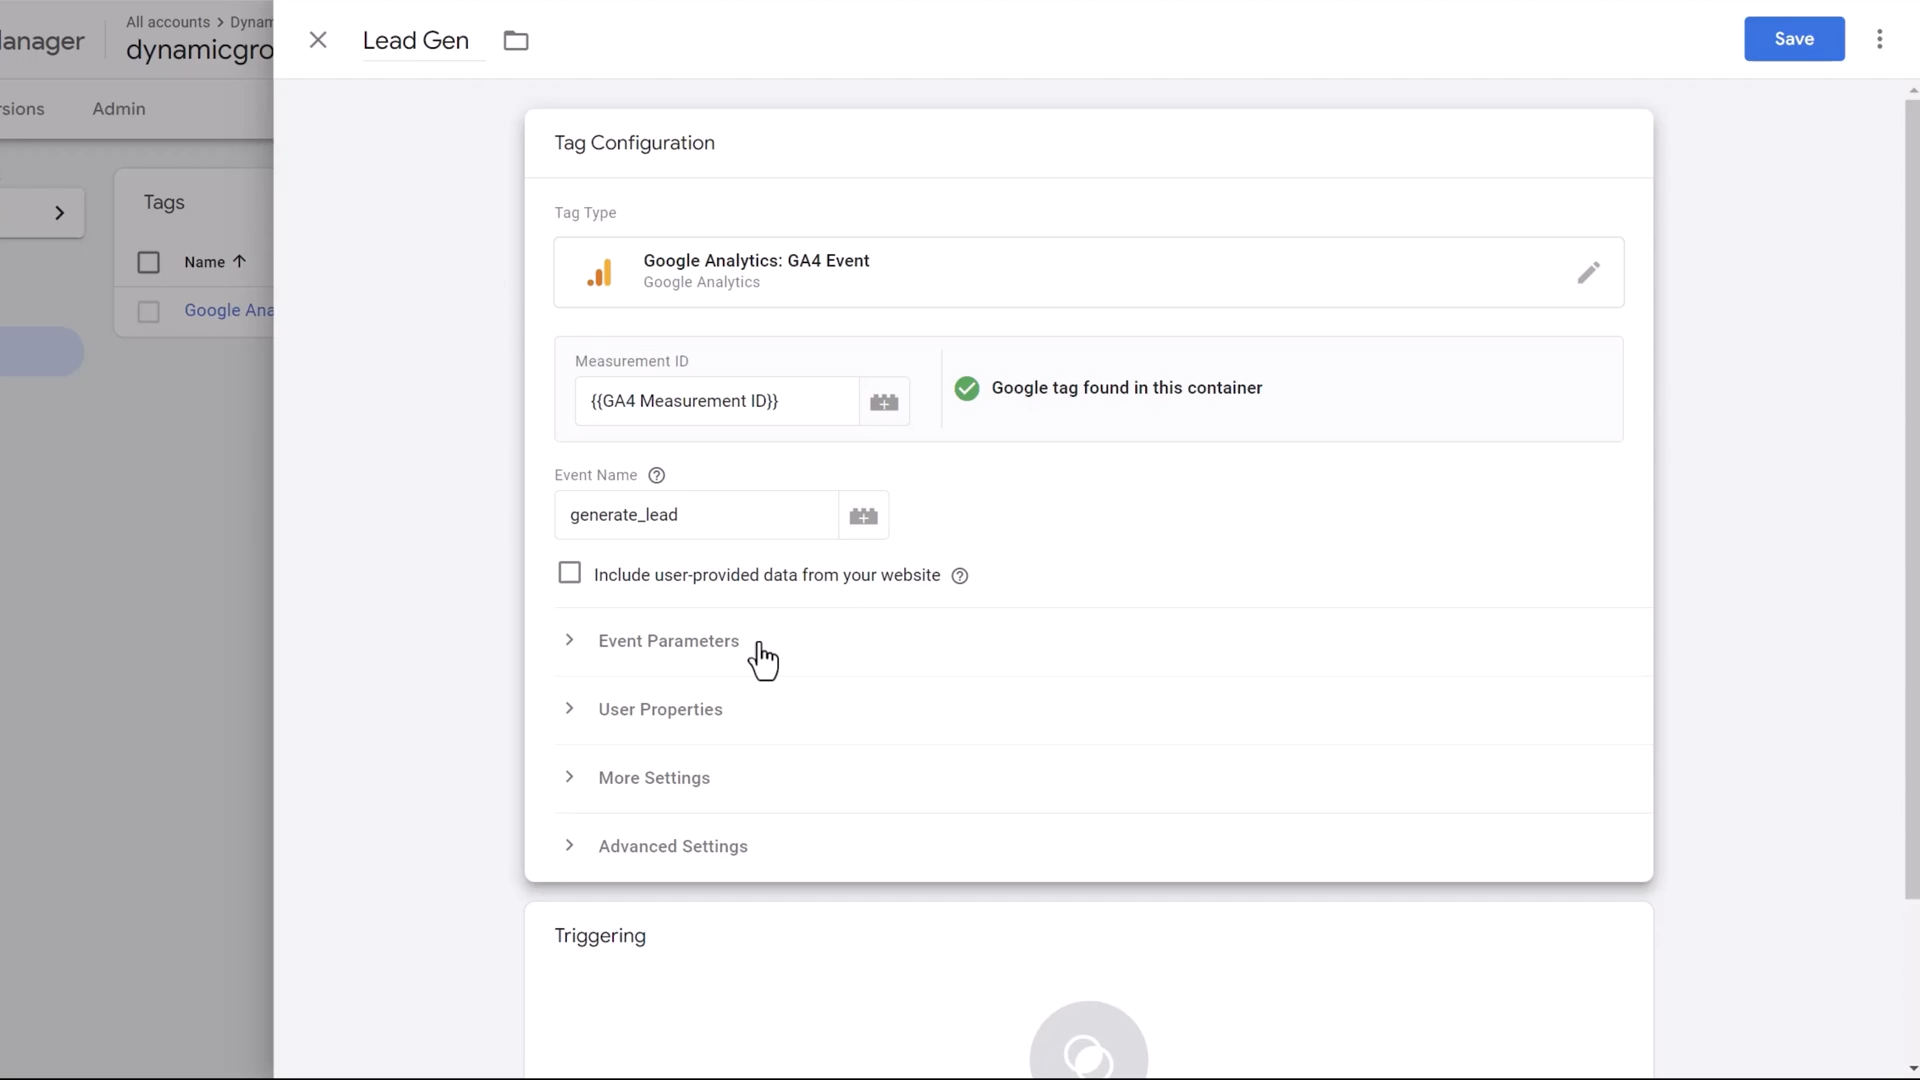 anager
All accounts > Dynam
dynamicgro
Lead Gen
Save
rsions
Admin
Tags
Name
Google Ana
Tag Configuration
Tag Type
Google Analytics: GA4 Event
Google Analytics
Measurement ID
{{GA4 Measurement ID}}
Google tag found in this container
Event Name
generate_lead
Include user-provided data from your website
Event Parameters
User Properties
More Settings
Advanced Settings
Triggering